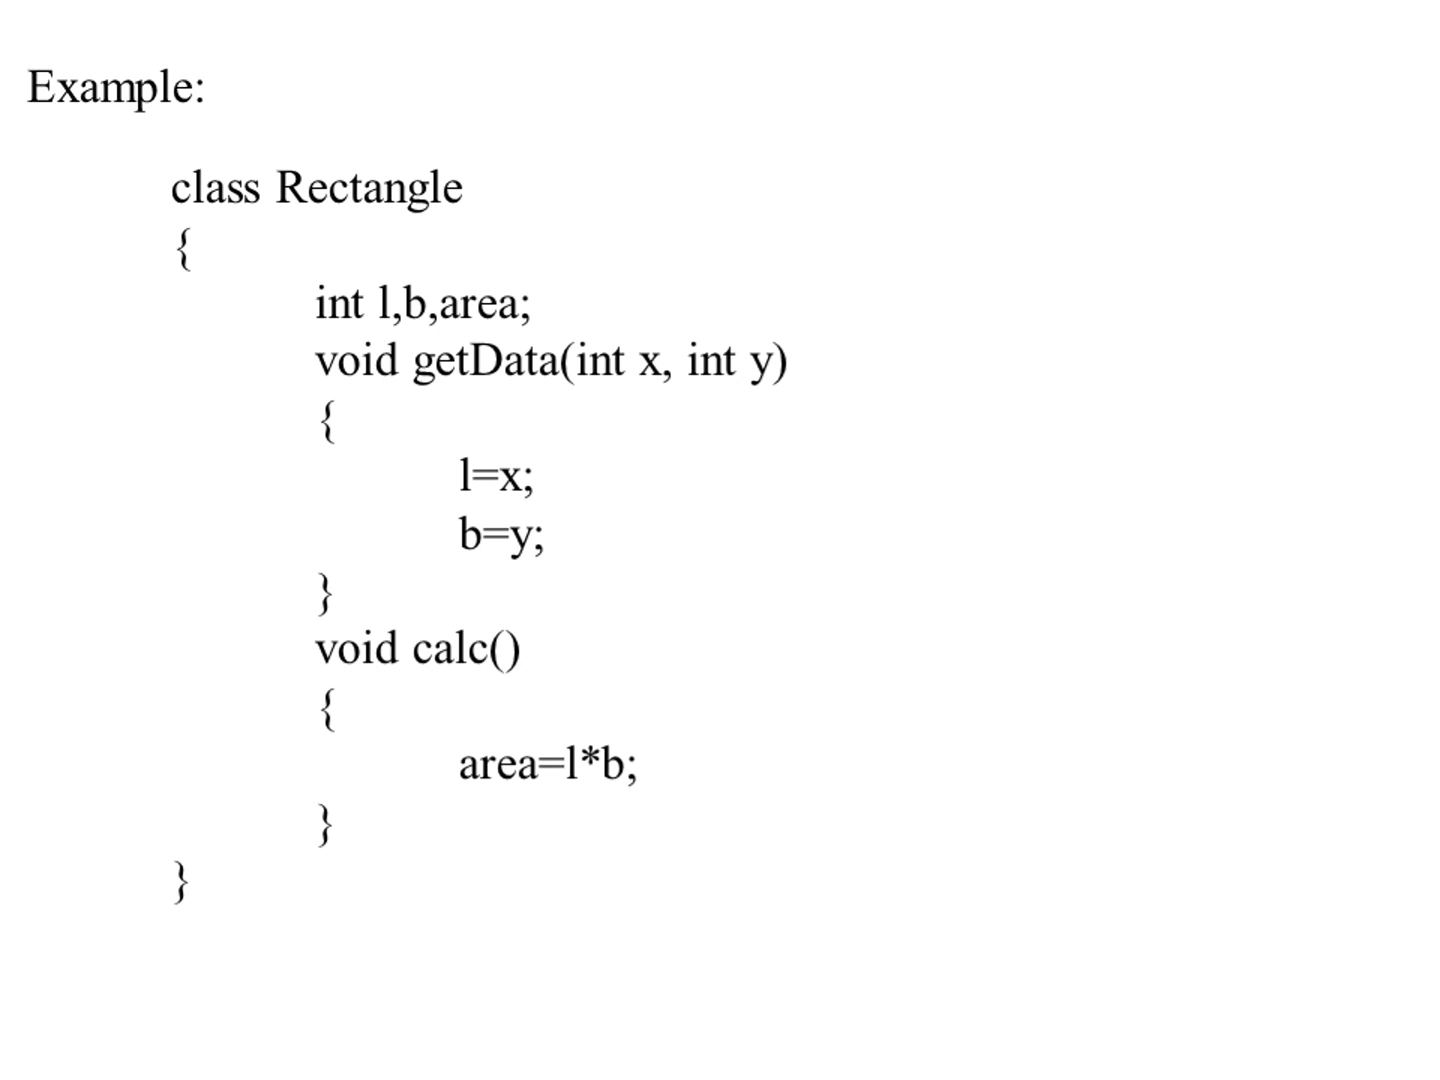 Example:
class Rectangle
{
int l,b,area;
void getData(int x, int y)
{
l=x;
b=y;
}
void calc()
{
area=l*b;
}
}